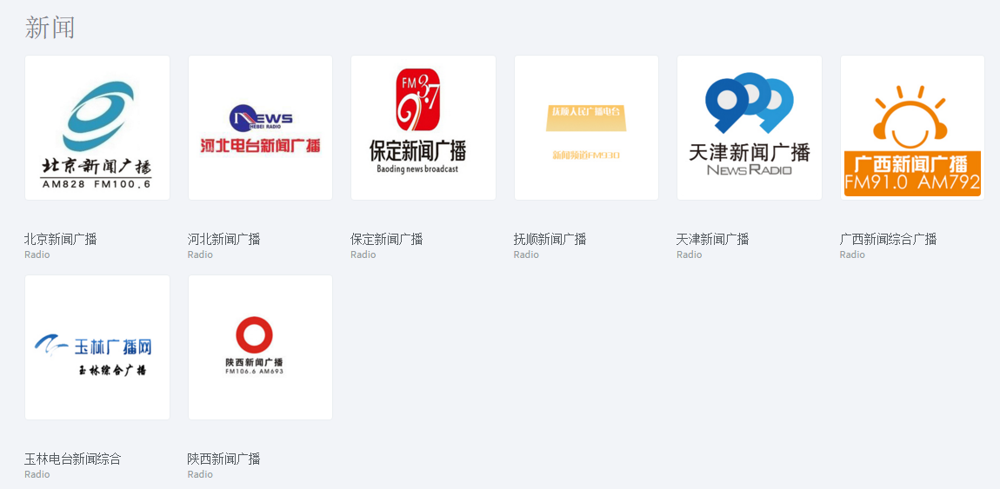 新闻
北京新闻广播
AM828 FM100.6
NEWS
HEBEI RADIO
河北电台新闻广播
FM
93.7
保定新闻广播
Baoding news broadcast
抚顺人民广播电台
新闻频道FM93.0
999
天津新闻广播
NEWS RADIO
广西新闻广播
FM91.0 AM792
北京新闻广播
Radio
河北新闻广播
Radio
保定新闻广播
Radio
抚顺新闻广播
Radio
天津新闻广播
Radio
广西新闻综合广播
Radio
玉林广播网
玉林综合广播
陕西新闻广播
FM106.6 AM693
玉林电台新闻综合
Radio
陕西新闻广播
Radio